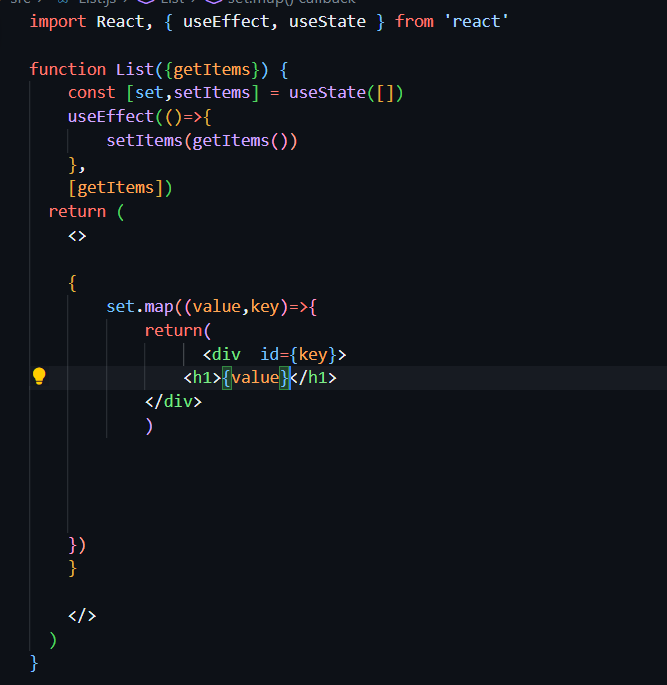 src > List.js > List > set.map() callback
import React, { useEffect, useState } from 'react'
function List({getItems}) {
const [set,setItems] = useState([])
useEffect(()=>{
setItems(getItems())
},
[getItems])
return (
<>
{
set.map((value,key)=>{
return(
<div  id={key}>
<h1>{value}</h1>
</div>
)
})
}
</>
)
}